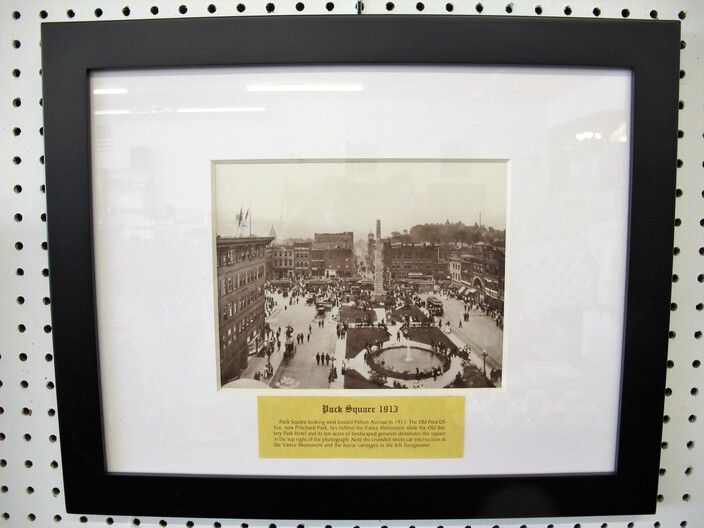 Pack Square 1913
Pack Square looking west toward Patton Avenue in 1913. The Old Post Of
fice, now Pritchard Park, lies behind the Vance Monument while the Old Bat
tery Park Hotel and its ten acres of landscaped grounds dominates the square
in the top right of the photograph. Note the crowded street car intersection at
the Vance Monument and the horse carriages in the left foreground.